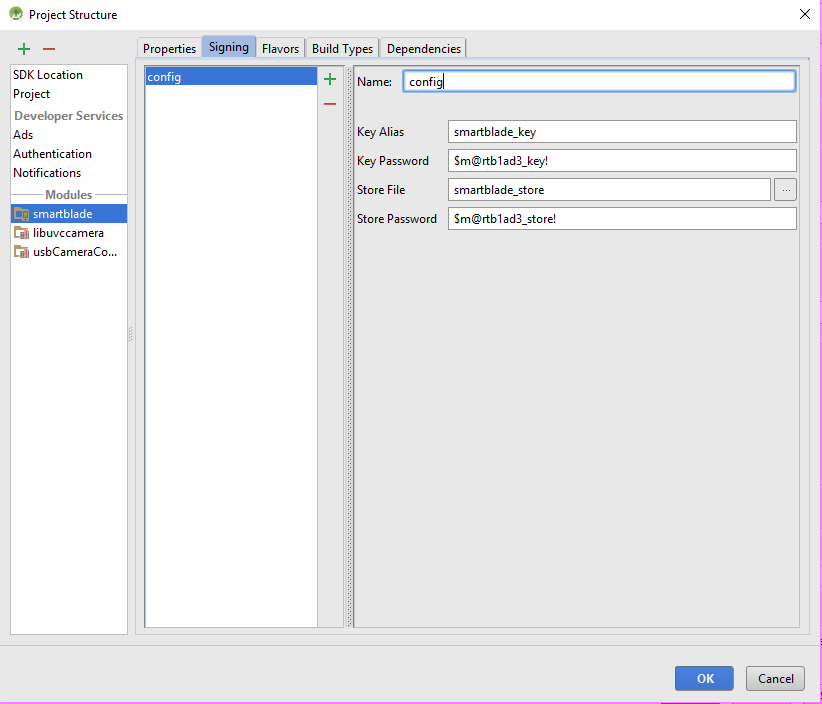 Project Structure
Properties Signing Flavors Build Types Dependencies
SDK Location
Project
Developer Services
Ads
Authentication
Notifications
Modules
smartblade
libuvccamera
usbCameraCo...
config
Name: config
Key Alias smartblade_key
Key Password $m@rtb1ad3_key!
Store File smartblade_store ...
Store Password $m@rtb1ad3_store!
OK Cancel